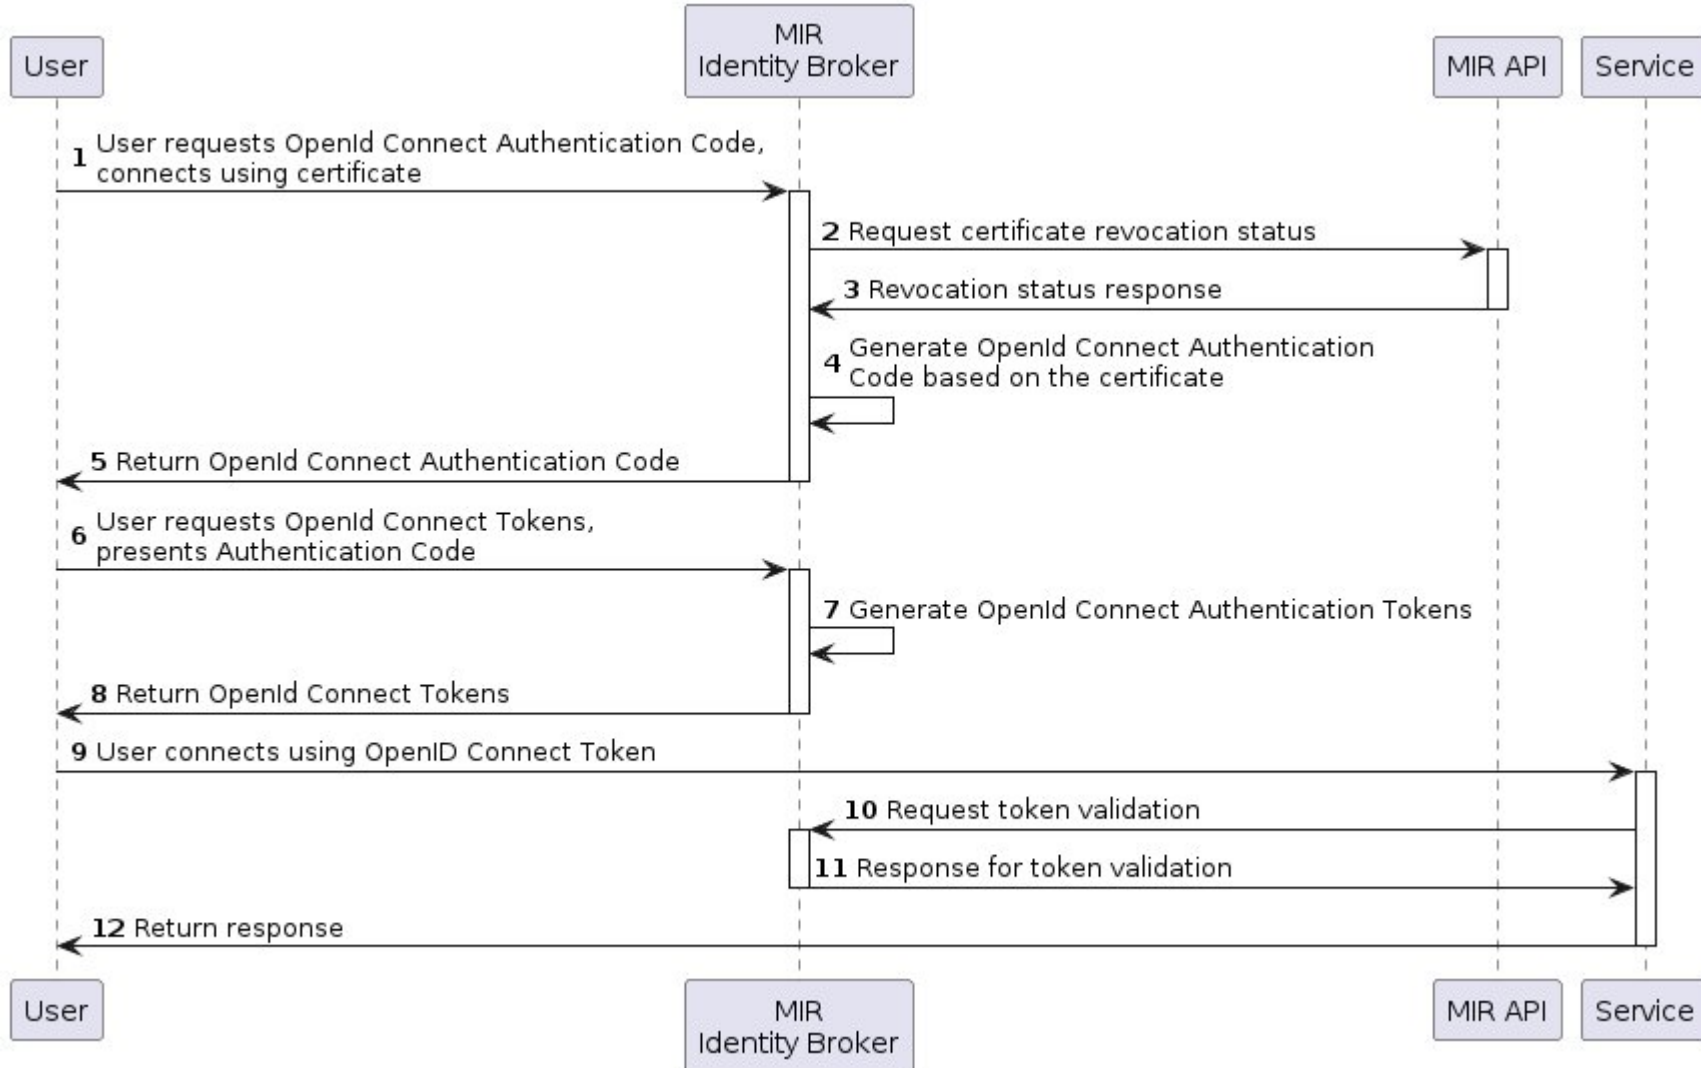 User
MIR
Identity Broker
MIR API
Service
1 User requests OpenId Connect Authentication Code,
connects using certificate
2 Request certificate revocation status
3 Revocation status response
4 Generate OpenId Connect Authentication
Code based on the certificate
5 Return OpenId Connect Authentication Code
6 User requests OpenId Connect Tokens,
presents Authentication Code
7 Generate OpenId Connect Authentication Tokens
8 Return OpenId Connect Tokens
9 User connects using OpenID Connect Token
10 Request token validation
11 Response for token validation
12 Return response
User
MIR
Identity Broker
MIR API
Service